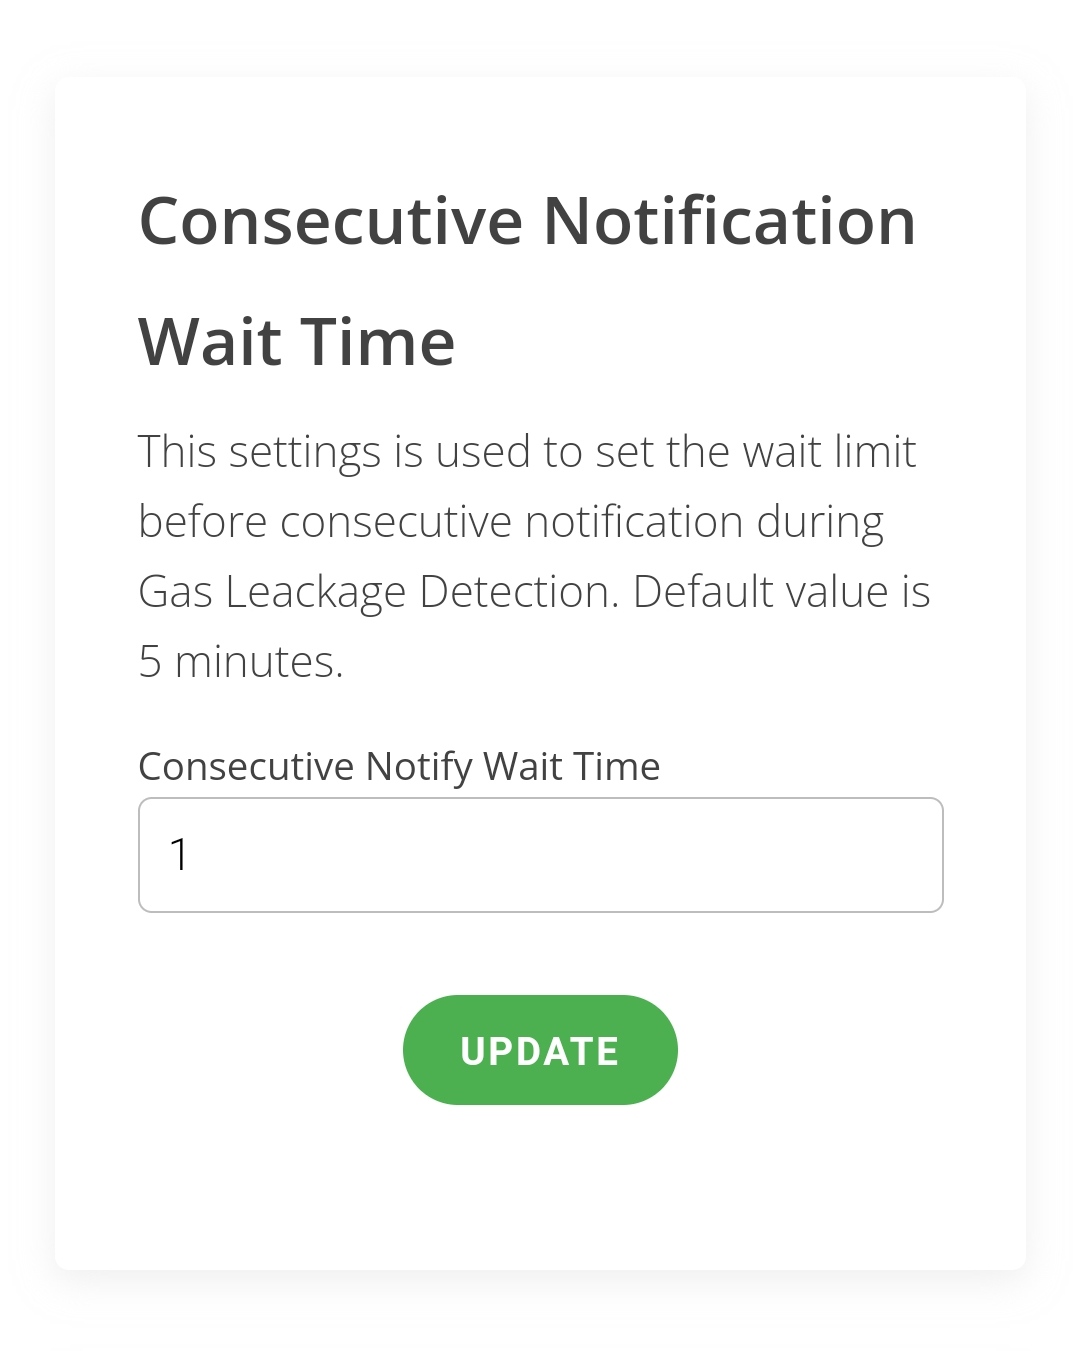 Consecutive Notification
Wait Time
This settings is used to set the wait limit
before consecutive notification during
Gas Leackage Detection. Default value is
5 minutes.
Consecutive Notify Wait Time
1
UPDATE